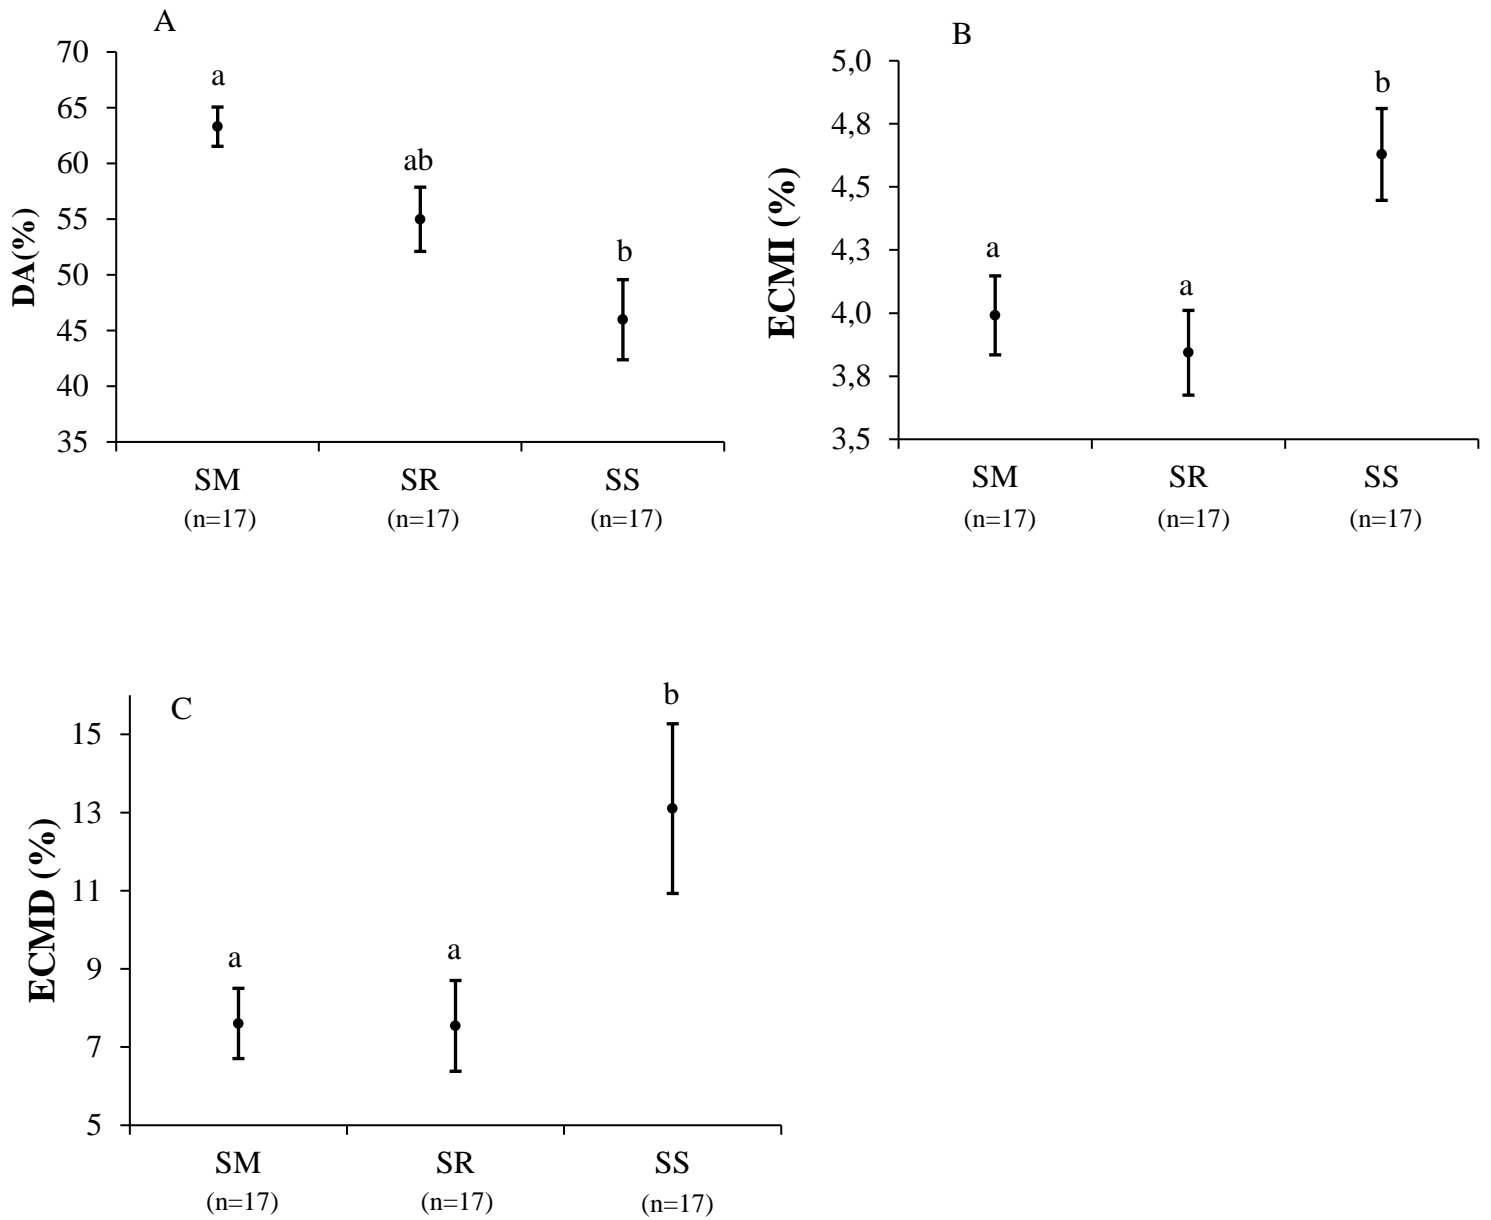 A
70
65
60
55
50
45
40
35
DA(%)
a
ab
b
SM
SR
SS
(n=17)
(n=17)
(n=17)
B
5,0
4,8
4,5
4,3
4,0
3,8
3,5
ECMI (%)
a
a
b
SM
SR
SS
(n=17)
(n=17)
(n=17)
C
15
13
11
9
7
5
ECMD (%)
a
a
b
SM
SR
SS
(n=17)
(n=17)
(n=17)